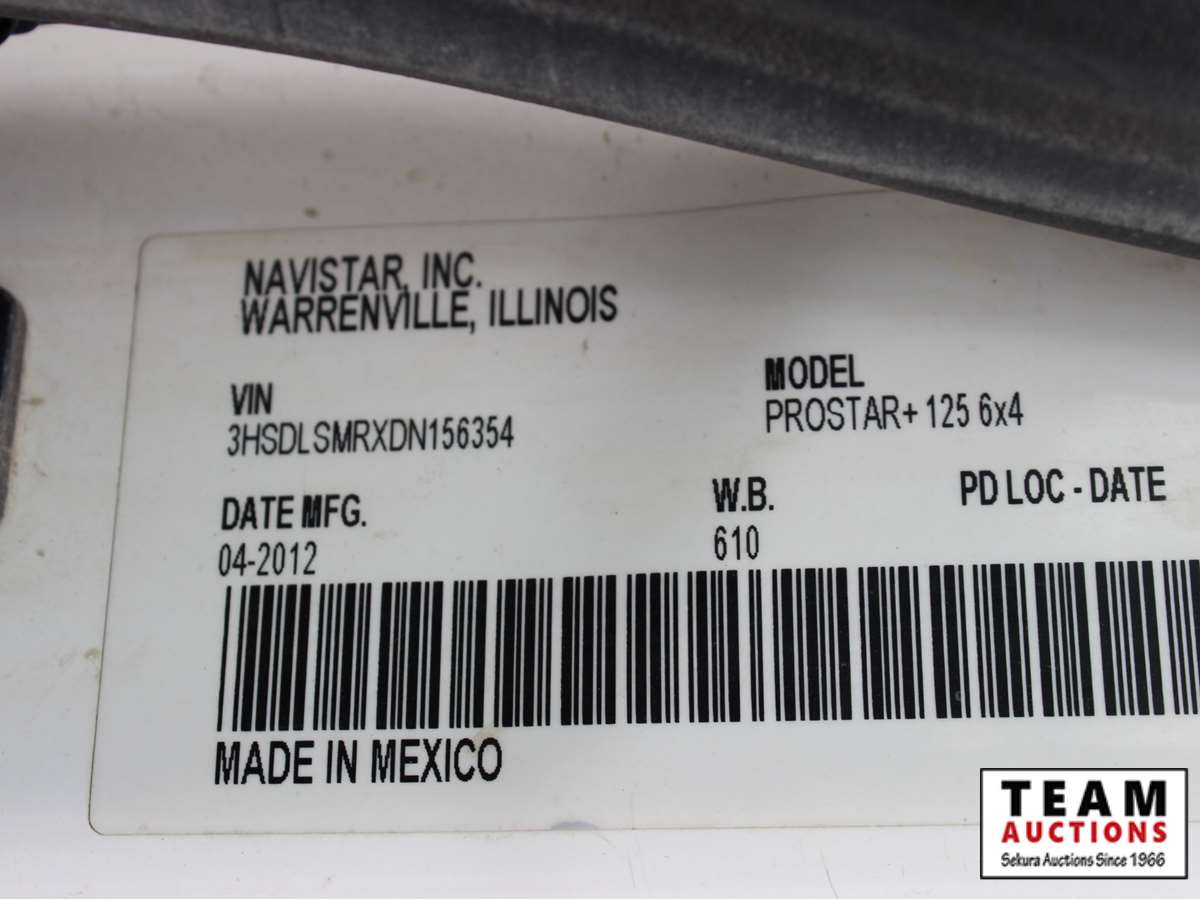 NAVISTAR, INC.
WARRENVILLE, ILLINOIS
VIN
3HSDLSMRXDN156354
MODEL
PROSTAR+ 125 6x4
DATE MFG.
04-2012
W.B.
610
PD LOC - DATE
MADE IN MEXICO
TEAM
AUCTIONS
Sekura Auctions Since 1966